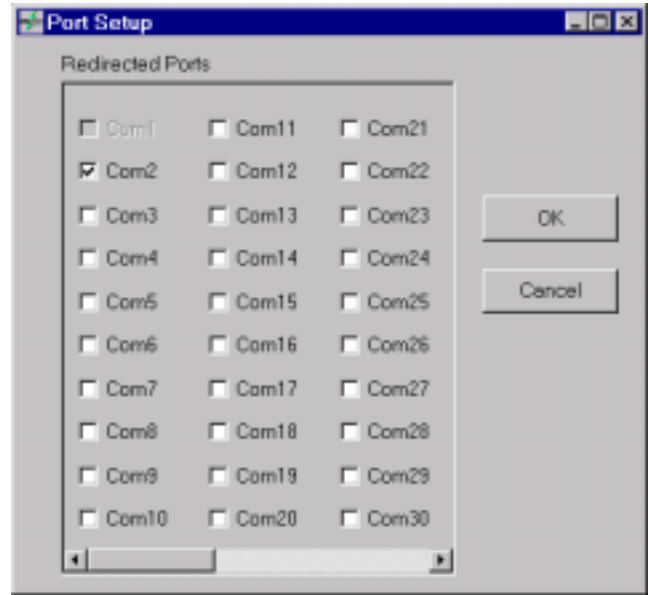 Port Setup
Redirected Ports
Com1 Com11 Com21
Com2 Com12 Com22
Com3 Com13 Com23
Com4 Com14 Com24
Com5 Com15 Com25
Com6 Com16 Com26
Com7 Com17 Com27
Com8 Com18 Com28
Com9 Com19 Com29
Com10 Com20 Com30
OK
Cancel